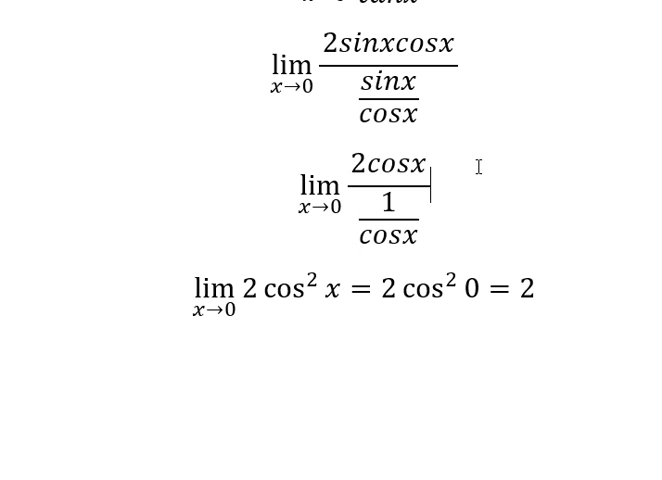 lim x→0 2sinxcosx / (sinx / cosx)
lim x→0 2cosx / (1 / cosx)
lim x→0 2 cos² x = 2 cos² 0 = 2